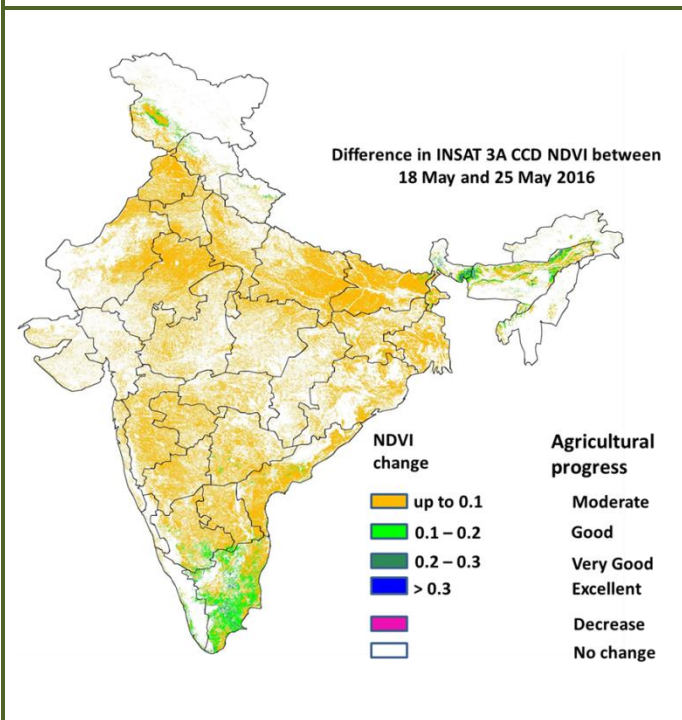 Difference in INSAT 3A CCD NDVI between
18 May and 25 May 2016
NDVI
change
Agricultural
progress
up to 0.1 Moderate
0.1 – 0.2 Good
0.2 – 0.3 Very Good
> 0.3 Excellent
Decrease
No change